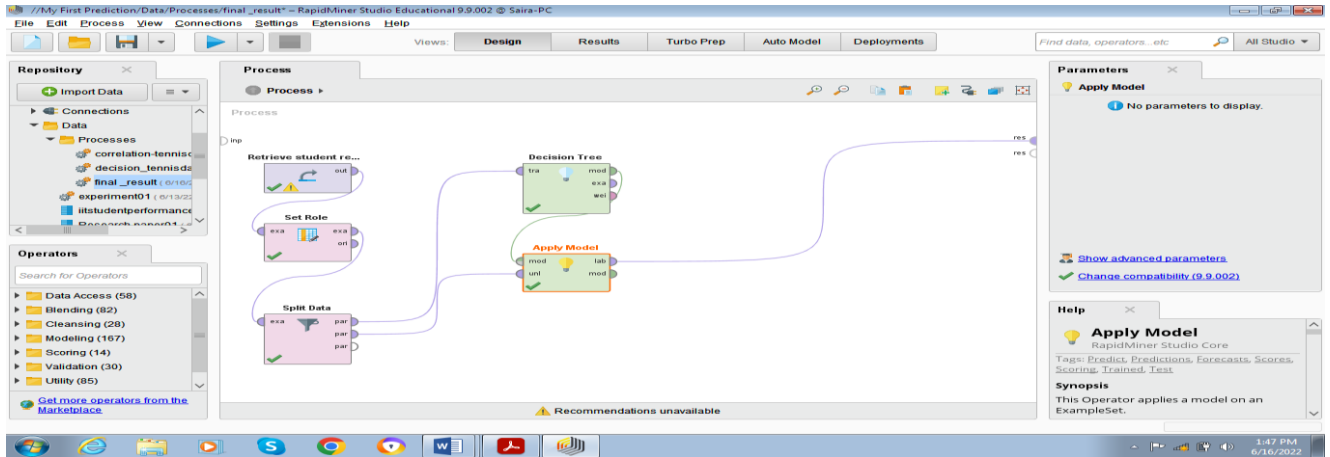 //My First Prediction/Data/Processes/final _result* – RapidMiner Studio Educational 9.9.002 @ Saira-PC
File Edit Process View Connections Settings Extensions Help
Views: Design Results Turbo Prep Auto Model Deployments
Find data, operators...etc All Studio
Repository
Import Data
Connections
Data
Processes
correlation-tennisd
decision_tennisda
final _result ( 6/16/2
experiment01 ( 6/13/22
iitstudentperformance
Operators
Search for Operators
Data Access (58)
Blending (82)
Cleansing (28)
Modeling (167)
Scoring (14)
Validation (30)
Utility (85)
Get more operators from the
Marketplace
Process
Process
Process
inp
res
res
Retrieve student re...
out
Set Role
exa exa
ori
Split Data
exa par
par
par
Decision Tree
tra mod
exa
wei
Apply Model
mod lab
unl mod
Recommendations unavailable
Parameters
Apply Model
No parameters to display.
Show advanced parameters
Change compatibility (9.9.002)
Help
Apply Model
RapidMiner Studio Core
Tags: Predict, Predictions, Forecasts, Scores,
Scoring, Trained, Test
Synopsis
This Operator applies a model on an
ExampleSet.
1:47 PM
6/16/2022